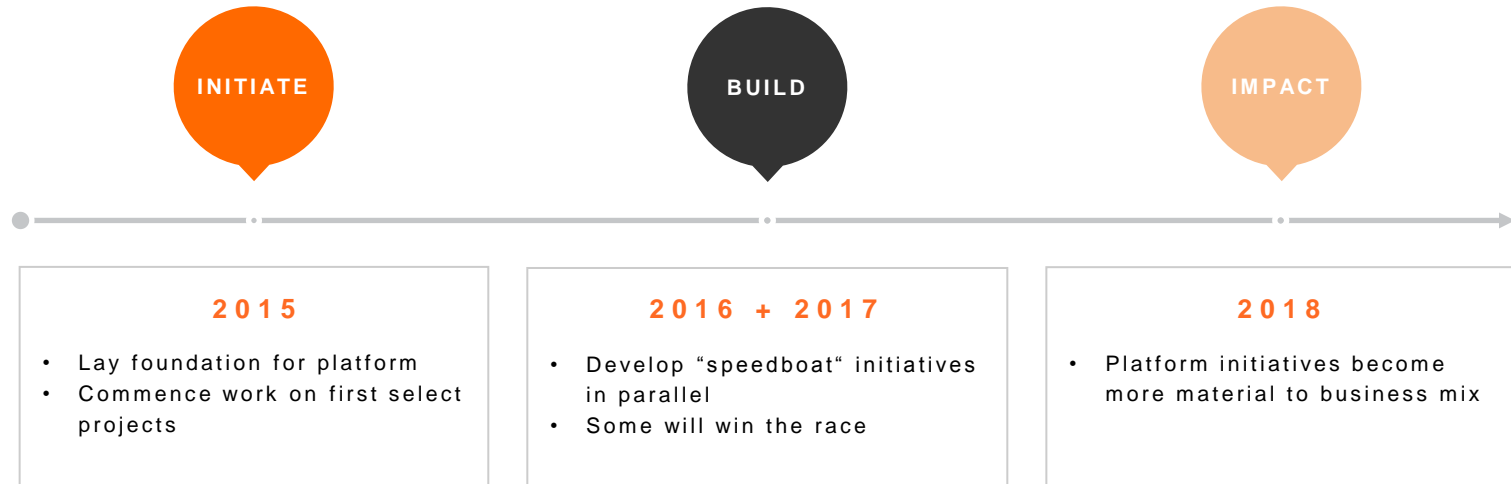 INITIATE
BUILD
IMPACT
2015
• Lay foundation for platform
• Commence work on first select
projects
2016 + 2017
• Develop “speedboat“ initiatives
in parallel
• Some will win the race
2018
• Platform initiatives become
more material to business mix